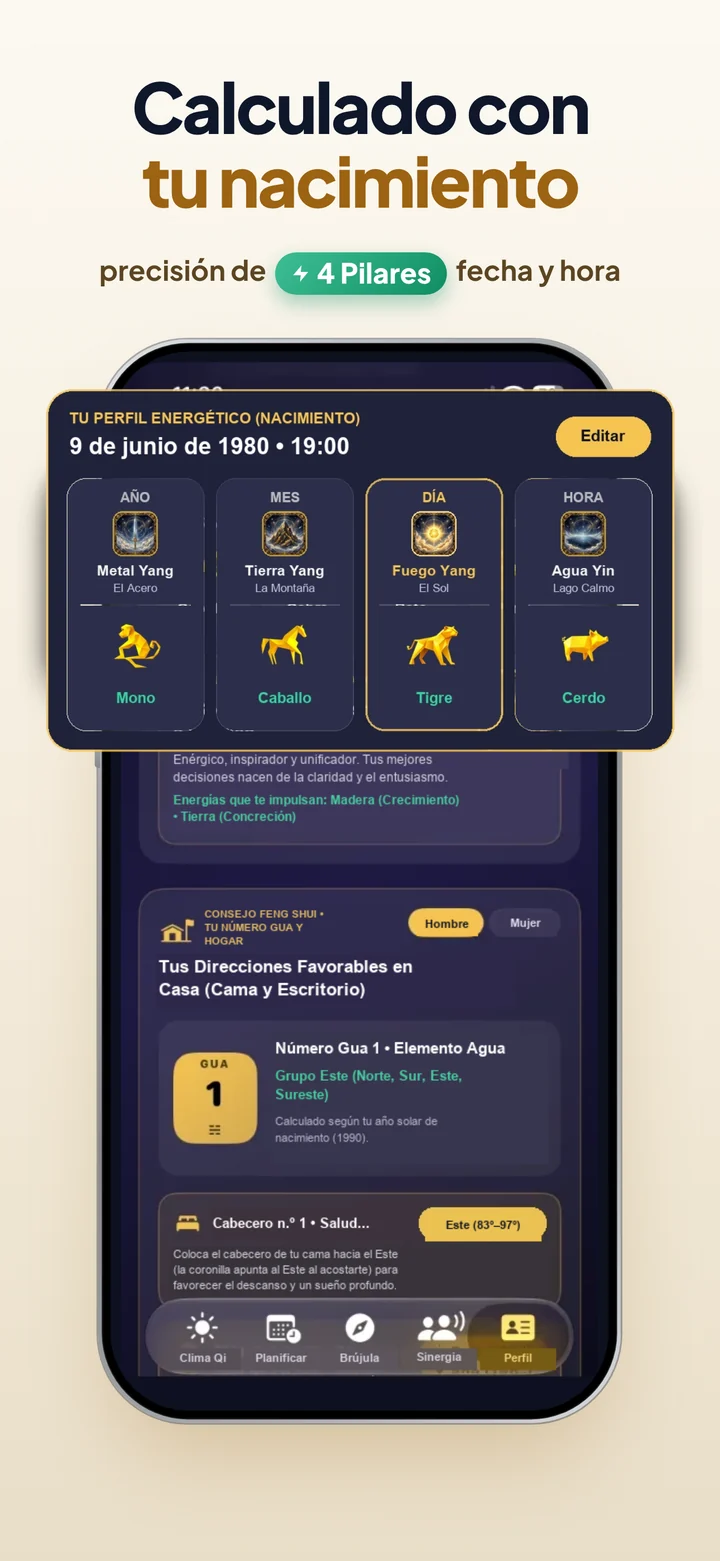 Calculado con
tu nacimiento
precisión de 4 Pilares fecha y hora
TU PERFIL ENERGÉTICO (NACIMIENTO)
9 de junio de 1980 • 19:00
Editar
AÑO
Metal Yang
El Acero
Mono
MES
Tierra Yang
La Montaña
Caballo
DÍA
Fuego Yang
El Sol
Tigre
HORA
Agua Yin
Lago Calmo
Cerdo
Enérgico, inspirador y unificador. Tus mejores
decisiones nacen de la claridad y el entusiasmo.
Energías que te impulsan: Madera (Crecimiento)
• Tierra (Concreción)
CONSEJO FENG SHUI •
TU NÚMERO GUA Y
HOGAR
Hombre
Mujer
Tus Direcciones Favorables en
Casa (Cama y Escritorio)
GUA
1
Número Gua 1 • Elemento Agua
Grupo Este (Norte, Sur, Este,
Sureste)
Calculado según tu año solar de
nacimiento (1990).
Cabecero n.º 1 • Salud...
Este (83º–97º)
Coloca el cabecero de tu cama hacia el Este
(la coronilla apunta al Este al acostarte) para
favorecer el descanso y un sueño profundo.
Clima Qi
Planificar
Brújula
Sinergia
Perfil